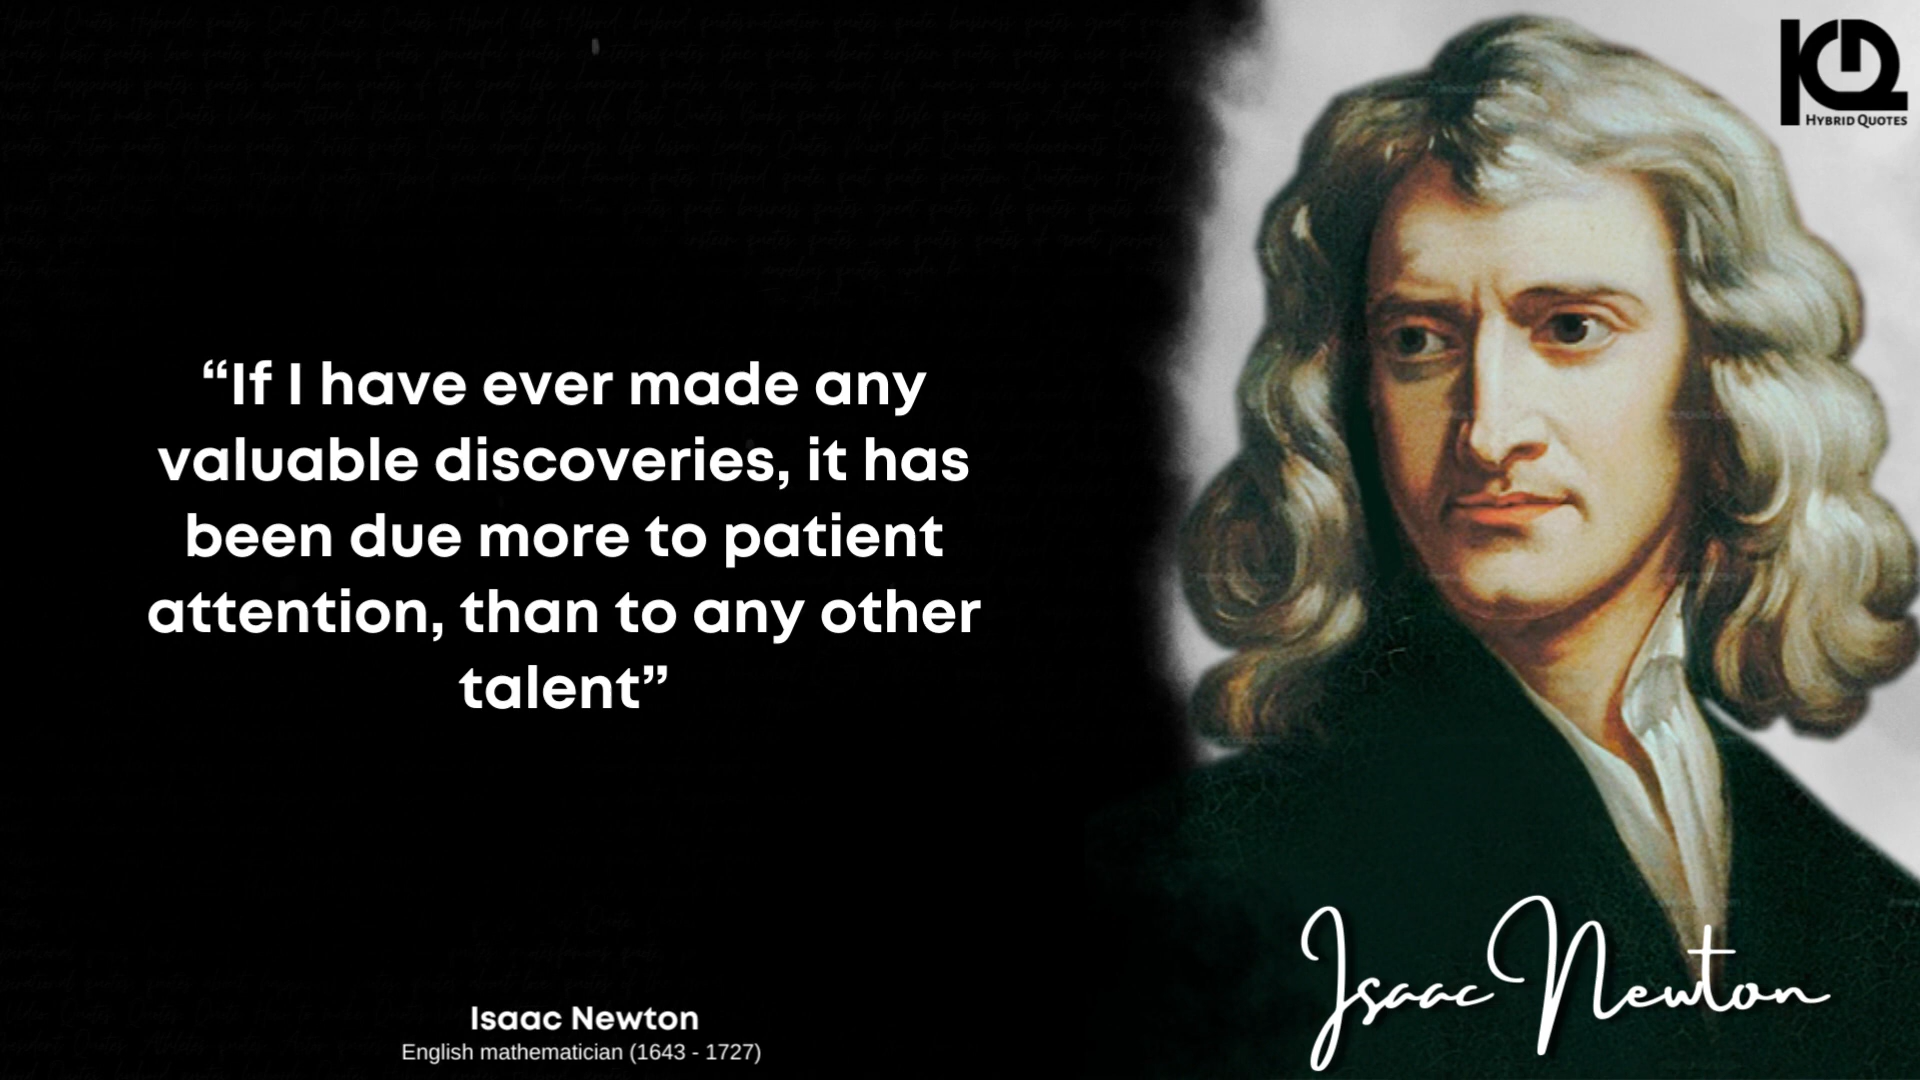 HYBRID QUOTES
“If I have ever made any
valuable discoveries, it has
been due more to patient
attention, than to any other
talent”
Isaac Newton
Isaac Newton
English mathematician (1643 - 1727)